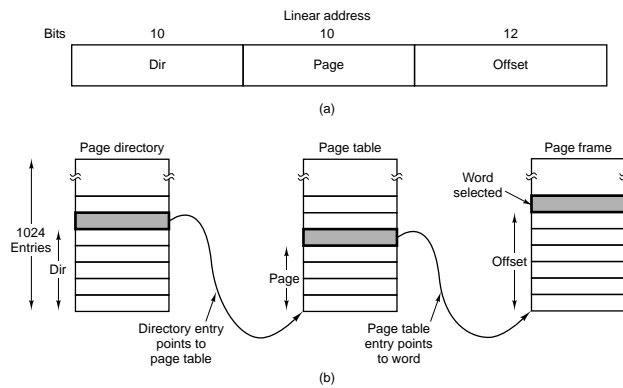 Linear address
Bits 10 10 12
Dir Page Offset
(a)
Page directory Page table Page frame
Word
selected
1024
Entries
Dir
Page
Offset
Directory entry
points to
page table
Page table
entry points
to word
(b)